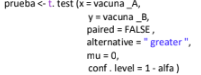 prueba <- t. test (x = vacuna _A,
y = vacuna _B,
paired = FALSE ,
alternative = " greater ",
mu = 0,
conf . level = 1 - alfa )